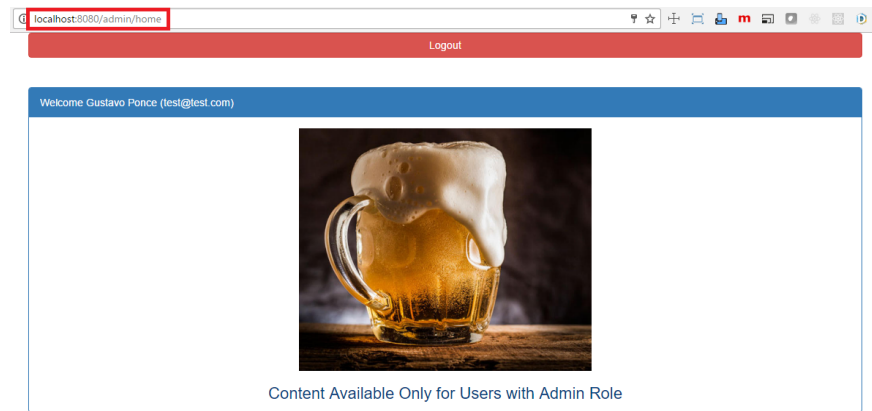 localhost:8080/admin/home
m
Logout
Welcome Gustavo Ponce (test@test.com)
Content Available Only for Users with Admin Role